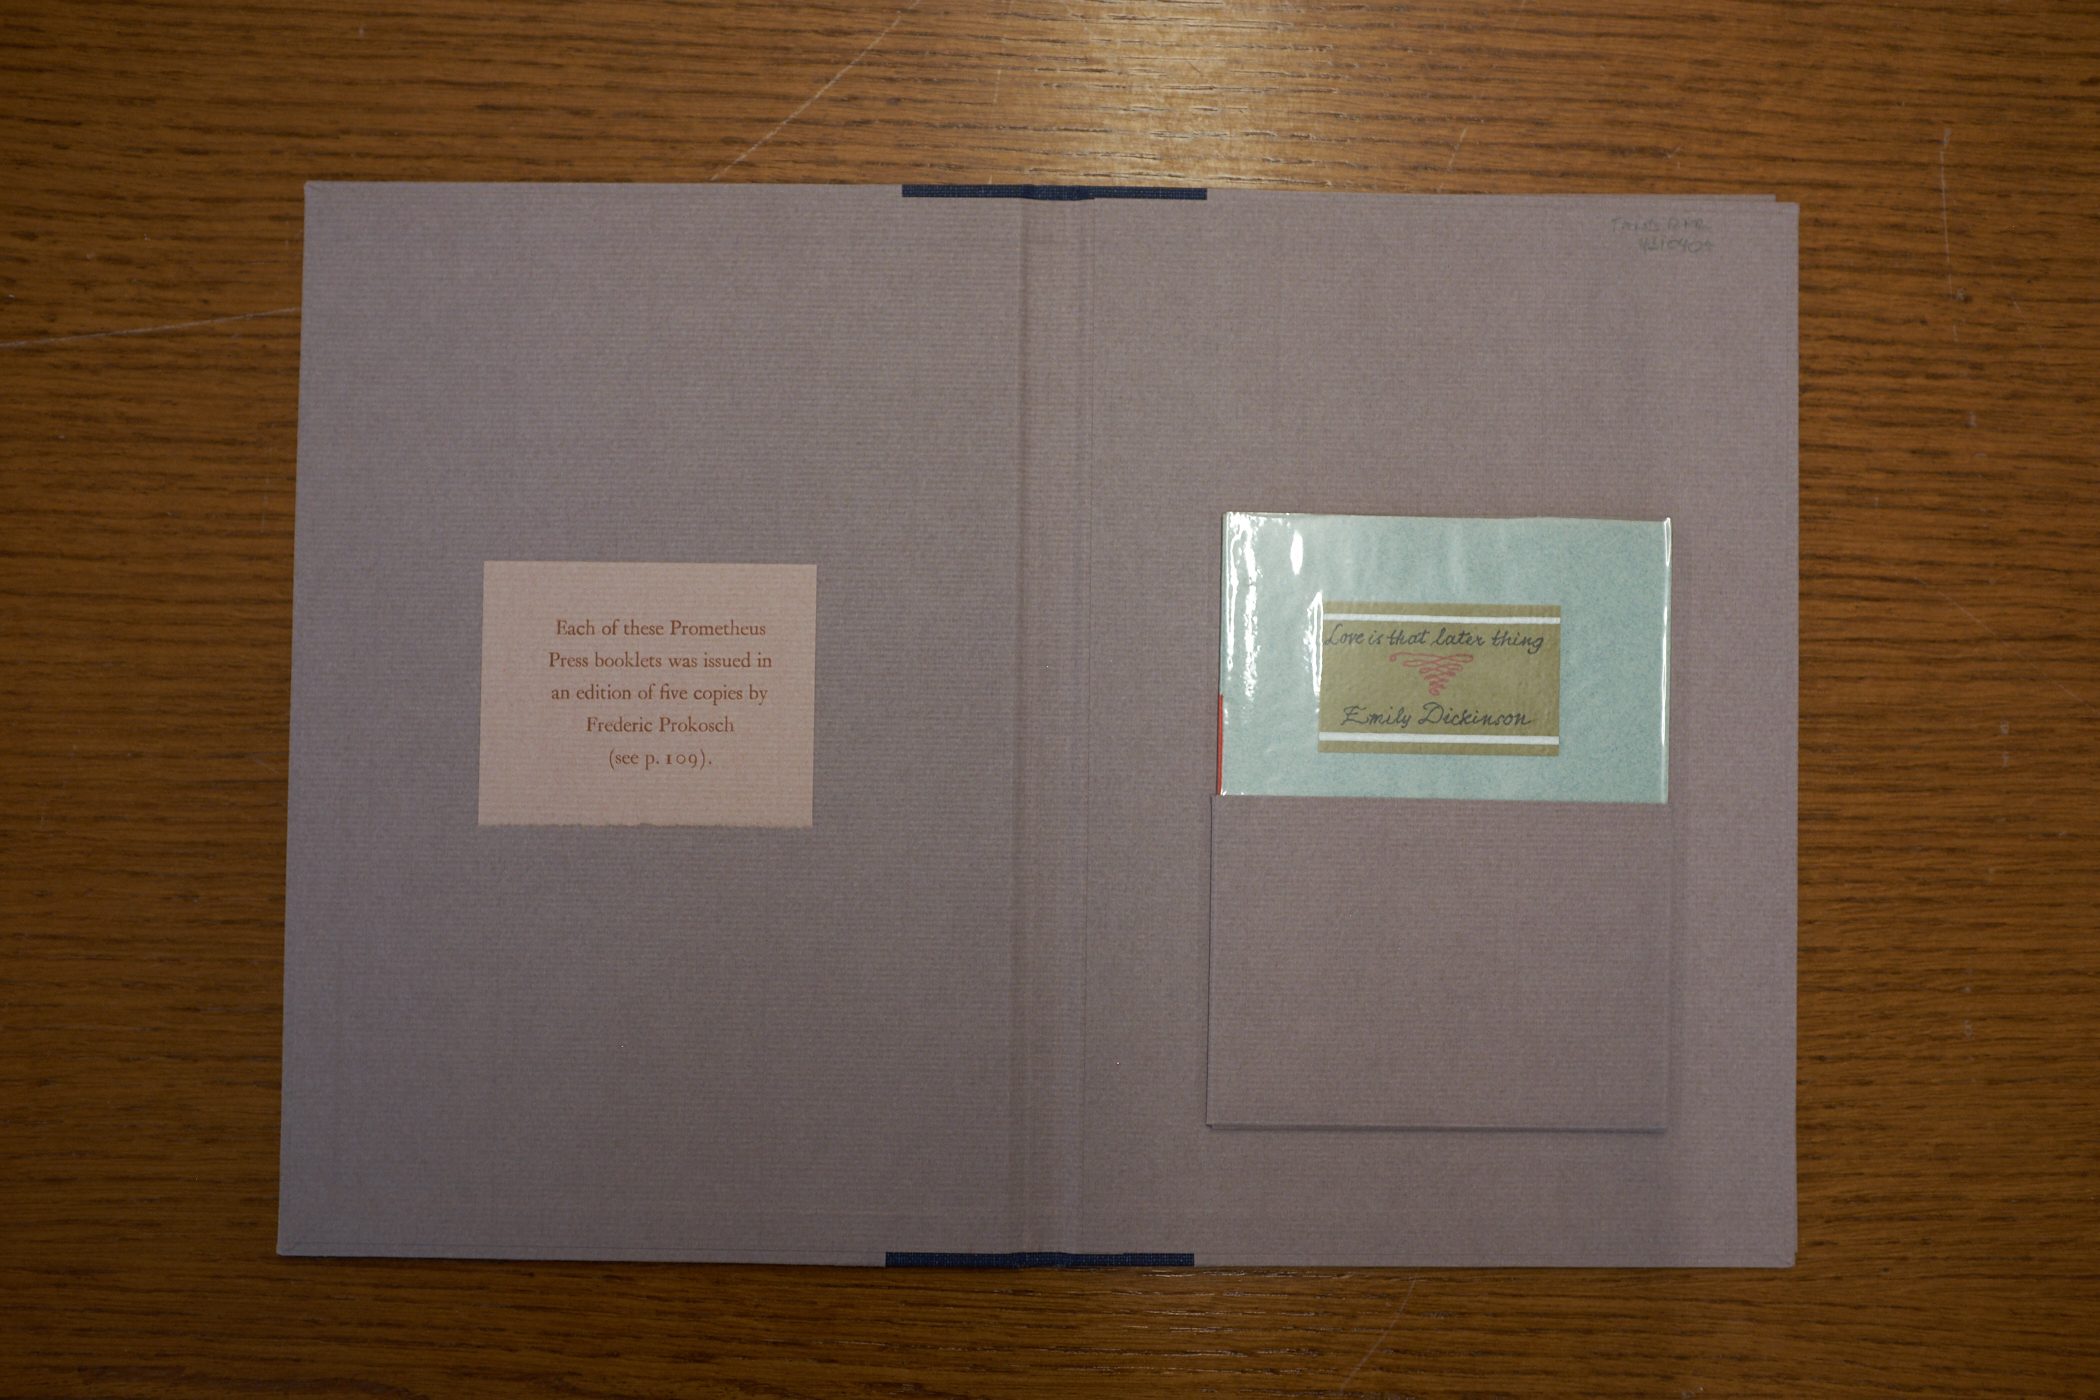 Each of these Prometheus
Press booklets was issued in
an edition of five copies by
Frederic Prokosch
(see p. 109).
Love is that later thing
Emily Dickinson